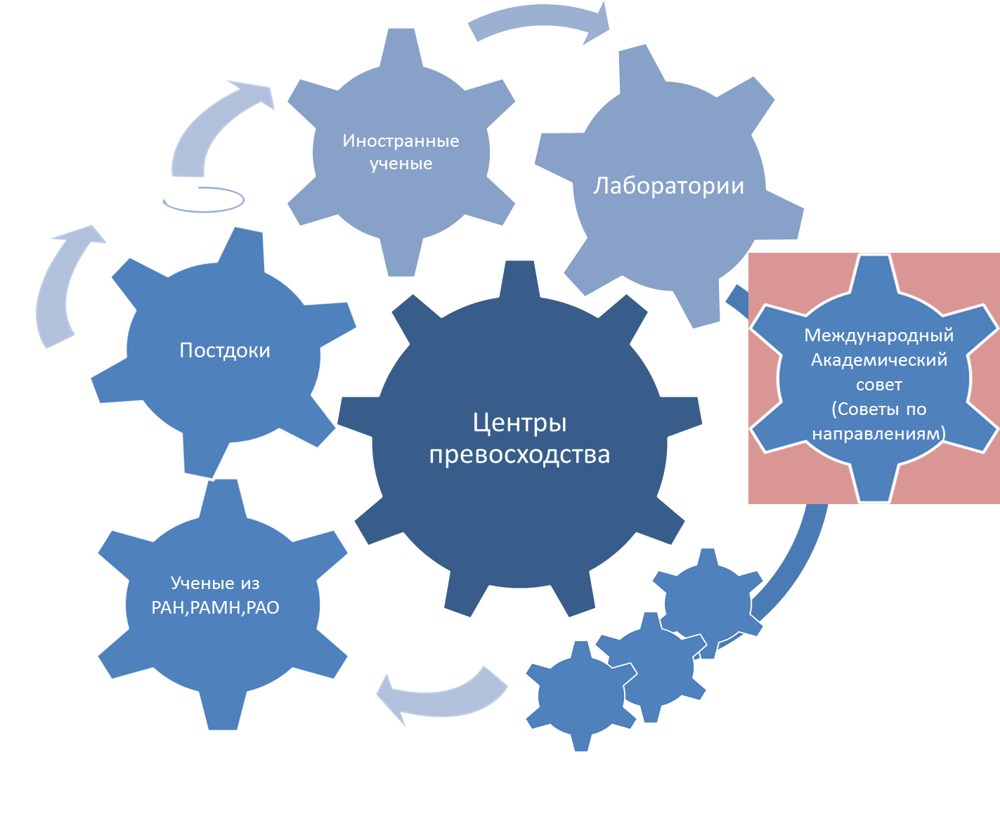 Иностранные
ученые
Лаборатории
Постдоки
Международный
Академический
совет
(Советы по
направлениям)
Центры
превосходства
Ученые из
РАН,РАМН,РАО